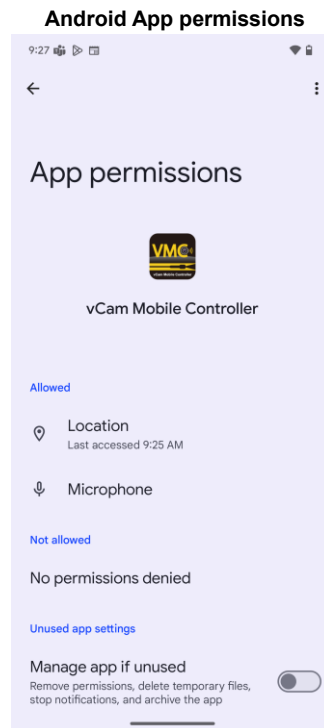 Android App permissions
9:27
App permissions
VMC
vCam Mobile Controller
vCam Mobile Controller
Allowed
Location
Last accessed 9:25 AM
Microphone
Not allowed
No permissions denied
Unused app settings
Manage app if unused
Remove permissions, delete temporary files,
stop notifications, and archive the app